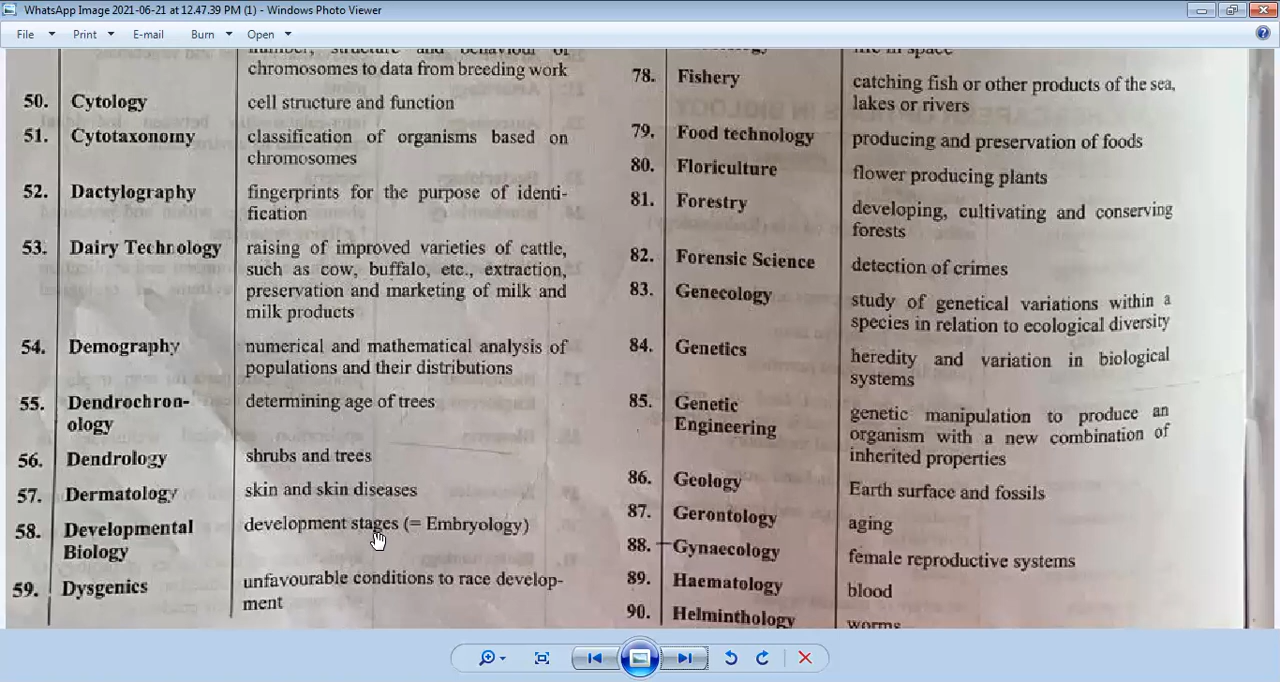 WhatsApp Image 2021-06-21 at 12.47.39 PM (1) - Windows Photo Viewer
File Print E-mail Burn Open
number, structure and behaviour of
chromosomes to data from breeding work
50. Cytology cell structure and function
51. Cytotaxonomy classification of organisms based on
chromosomes
52. Dactylography fingerprints for the purpose of identi-
fication
53. Dairy Technology raising of improved varieties of cattle,
such as cow, buffalo, etc., extraction,
preservation and marketing of milk and
milk products
54. Demography numerical and mathematical analysis of
populations and their distributions
55. Dendrochron- determining age of trees
ology
56. Dendrology shrubs and trees
57. Dermatology skin and skin diseases
58. Developmental development stages (= Embryology)
Biology
59. Dysgenics unfavourable conditions to race develop-
ment
life in space
78. Fishery catching fish or other products of the sea,
lakes or rivers
79. Food technology producing and preservation of foods
80. Floriculture flower producing plants
81. Forestry developing, cultivating and conserving
forests
82. Forensic Science detection of crimes
83. Genecology study of genetical variations within a
species in relation to ecological diversity
84. Genetics heredity and variation in biological
systems
85. Genetic genetic manipulation to produce an
Engineering organism with a new combination of
inherited properties
86. Geology Earth surface and fossils
87. Gerontology aging
88. Gynaecology female reproductive systems
89. Haematology blood
90. Helminthology worms